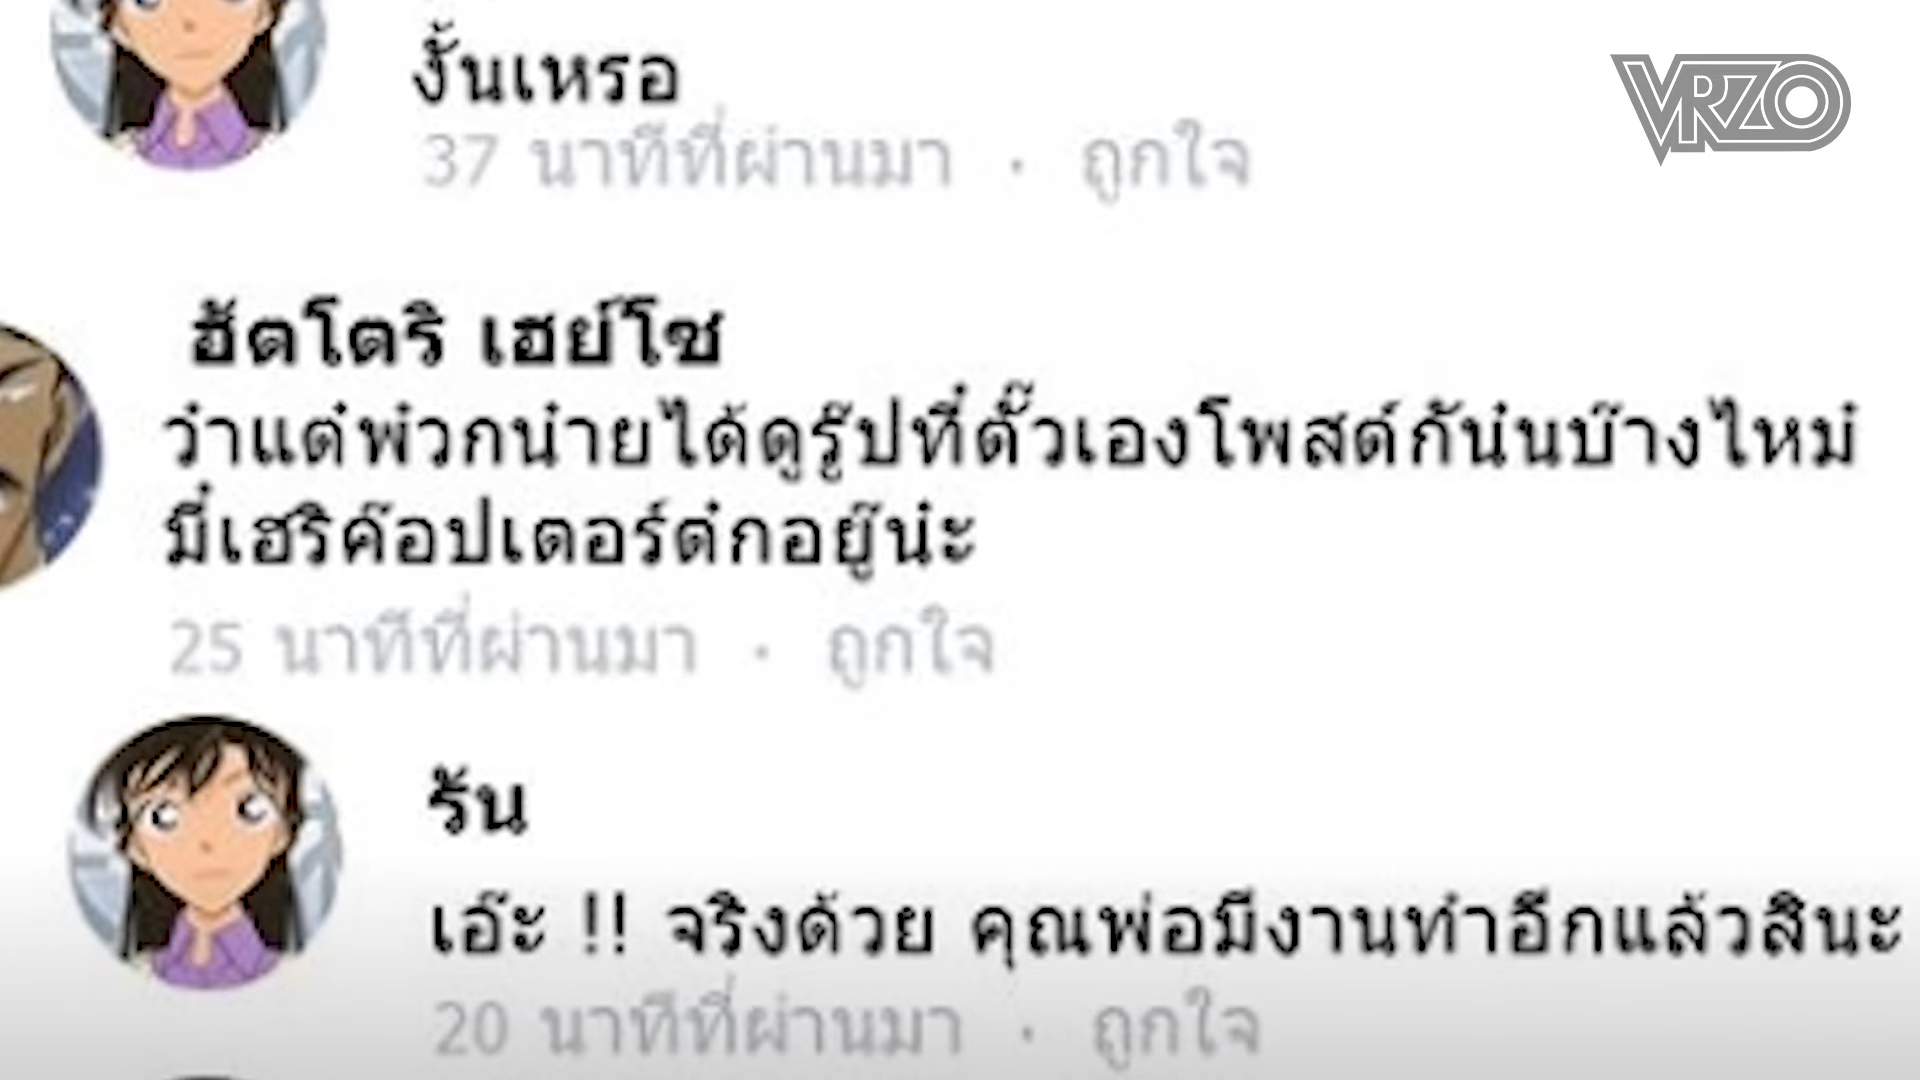 VRZO
งั้นเหรอ
37 นาทีที่ผ่านมา · ถูกใจ
ฮัตโตริ เฮย์โซ
ว๋าแต๋พ๋วกน๋ายได้ดูรู๊ปที๋ตั๊วเองโพสต์กั๋น๋นบ๊างไหม๋
มี๋เฮริค๊อปเตอร์ต๋กอยู๊น๋ะ
25 นาทีที่ผ่านมา · ถูกใจ
รัน
เอ๊ะ !! จริงด้วย คุณพ่อมีงานทำอีกแล้วสินะ
20 นาทีที่ผ่านมา · ถูกใจ